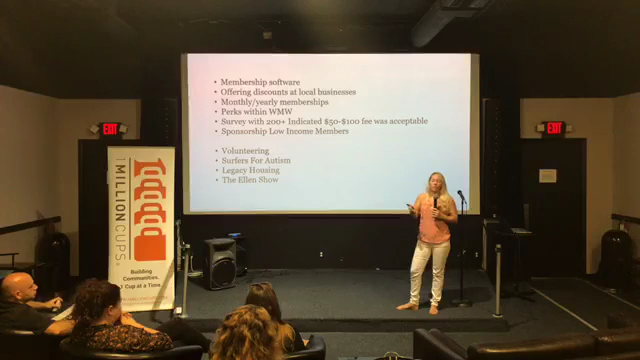 • Membership software
• Offering discounts at local businesses
• Monthly/yearly memberships
• Perks within WMW
• Survey with 200+ Indicated $50-$100 fee was acceptable
• Sponsorship Low Income Members
• Volunteering
• Surfers For Autism
• Legacy Housing
• The Ellen Show
EXIT
EXIT
1 MILLION CUPS
Building
Communities.
1 Cup at a Time.